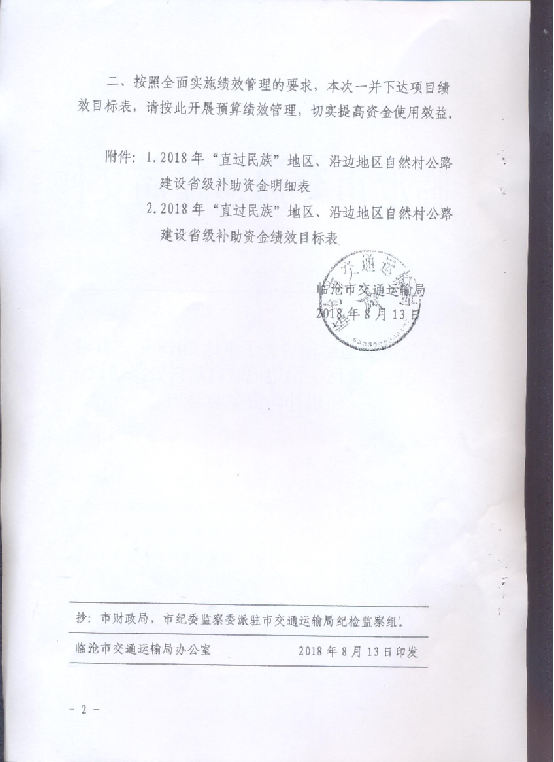 二、按照全面实施绩效管理的要求，本次一并下达项目绩
效目标表，请按此开展预算绩效管理，切实提高资金使用效益.
附件：1.2018年“直过民族”地区、沿边地区自然村公路
建设省级补助资金明细表
2.2018年“直过民族”地区、沿边地区自然村公路
建设省级补助资金绩效目标表
临沧市交通运输局
2018年8月13日
抄：市财政局，市纪委监察委派驻市交通运输局纪检监察组.
临沧市交通运输局办公室 2018年8月13日印发
- 2 -